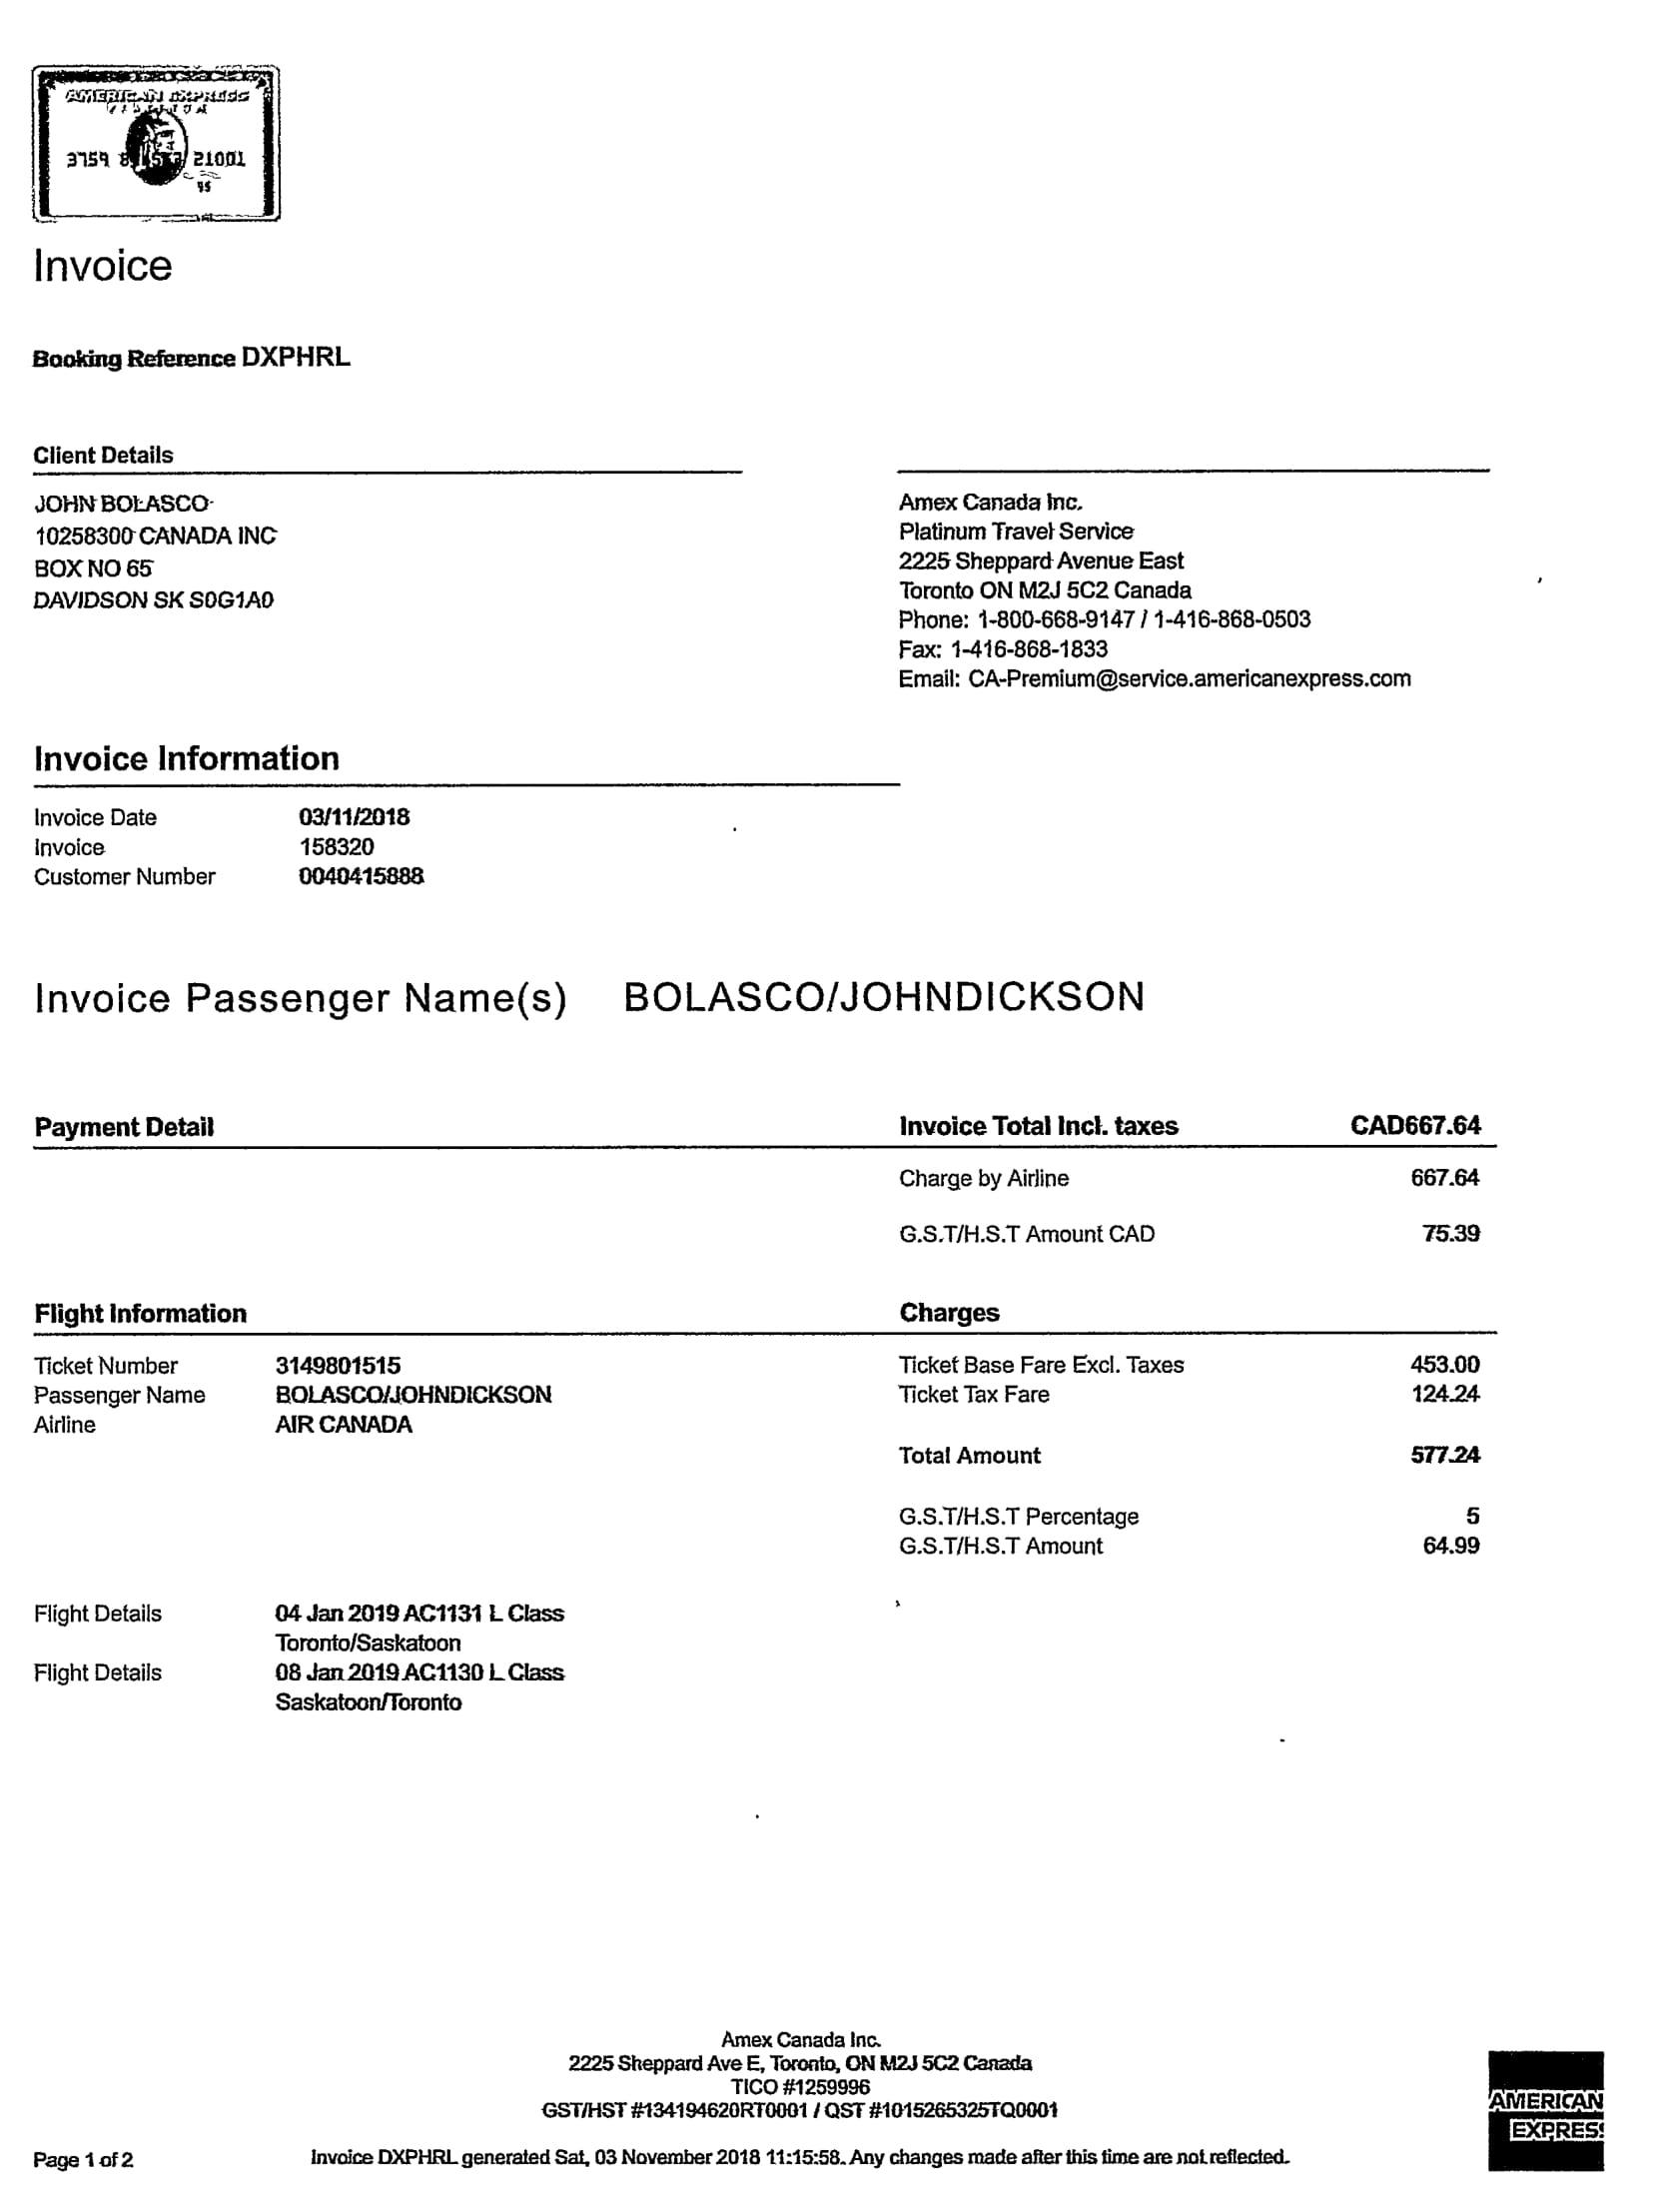 AMERICAN EXPRESS
3759 21001
95
Invoice
Booking Reference DXPHRL
Client Details
JOHN BOLASCO
10258300 CANADA INC
BOX NO 65
DAVIDSON SK S0G1A0
Amex Canada Inc.
Platinum Travel Service
2225 Sheppard Avenue East
Toronto ON M2J 5C2 Canada
Phone: 1-800-668-9147 / 1-416-868-0503
Fax: 1-416-868-1833
Email: CA-Premium@service.americanexpress.com
Invoice Information
Invoice Date 03/11/2018
Invoice 158320
Customer Number 0040415888
Invoice Passenger Name(s) BOLASCO/JOHNDICKSON
Payment Detail Invoice Total Incl. taxes CAD667.64
Charge by Airline 667.64
G.S.T/H.S.T Amount CAD 75.39
Flight Information Charges
Ticket Number 3149801515 Ticket Base Fare Excl. Taxes 453.00
Passenger Name BOLASCO/JOHNDICKSON Ticket Tax Fare 124.24
Airline AIR CANADA
Total Amount 577.24
G.S.T/H.S.T Percentage 5
G.S.T/H.S.T Amount 64.99
Flight Details 04 Jan 2019 AC1131 L Class
Toronto/Saskatoon
Flight Details 08 Jan 2019 AC1130 L Class
Saskatoon/Toronto
Amex Canada Inc.
2225 Sheppard Ave E, Toronto, ON M2J 5C2 Canada
TICO #1259996
GST/HST #134194620RT0001 / QST #1015265325TQ0001
Page 1 of 2 Invoice DXPHRL generated Sat, 03 November 2018 11:15:58. Any changes made after this time are not reflected.
AMERICAN
EXPRESS